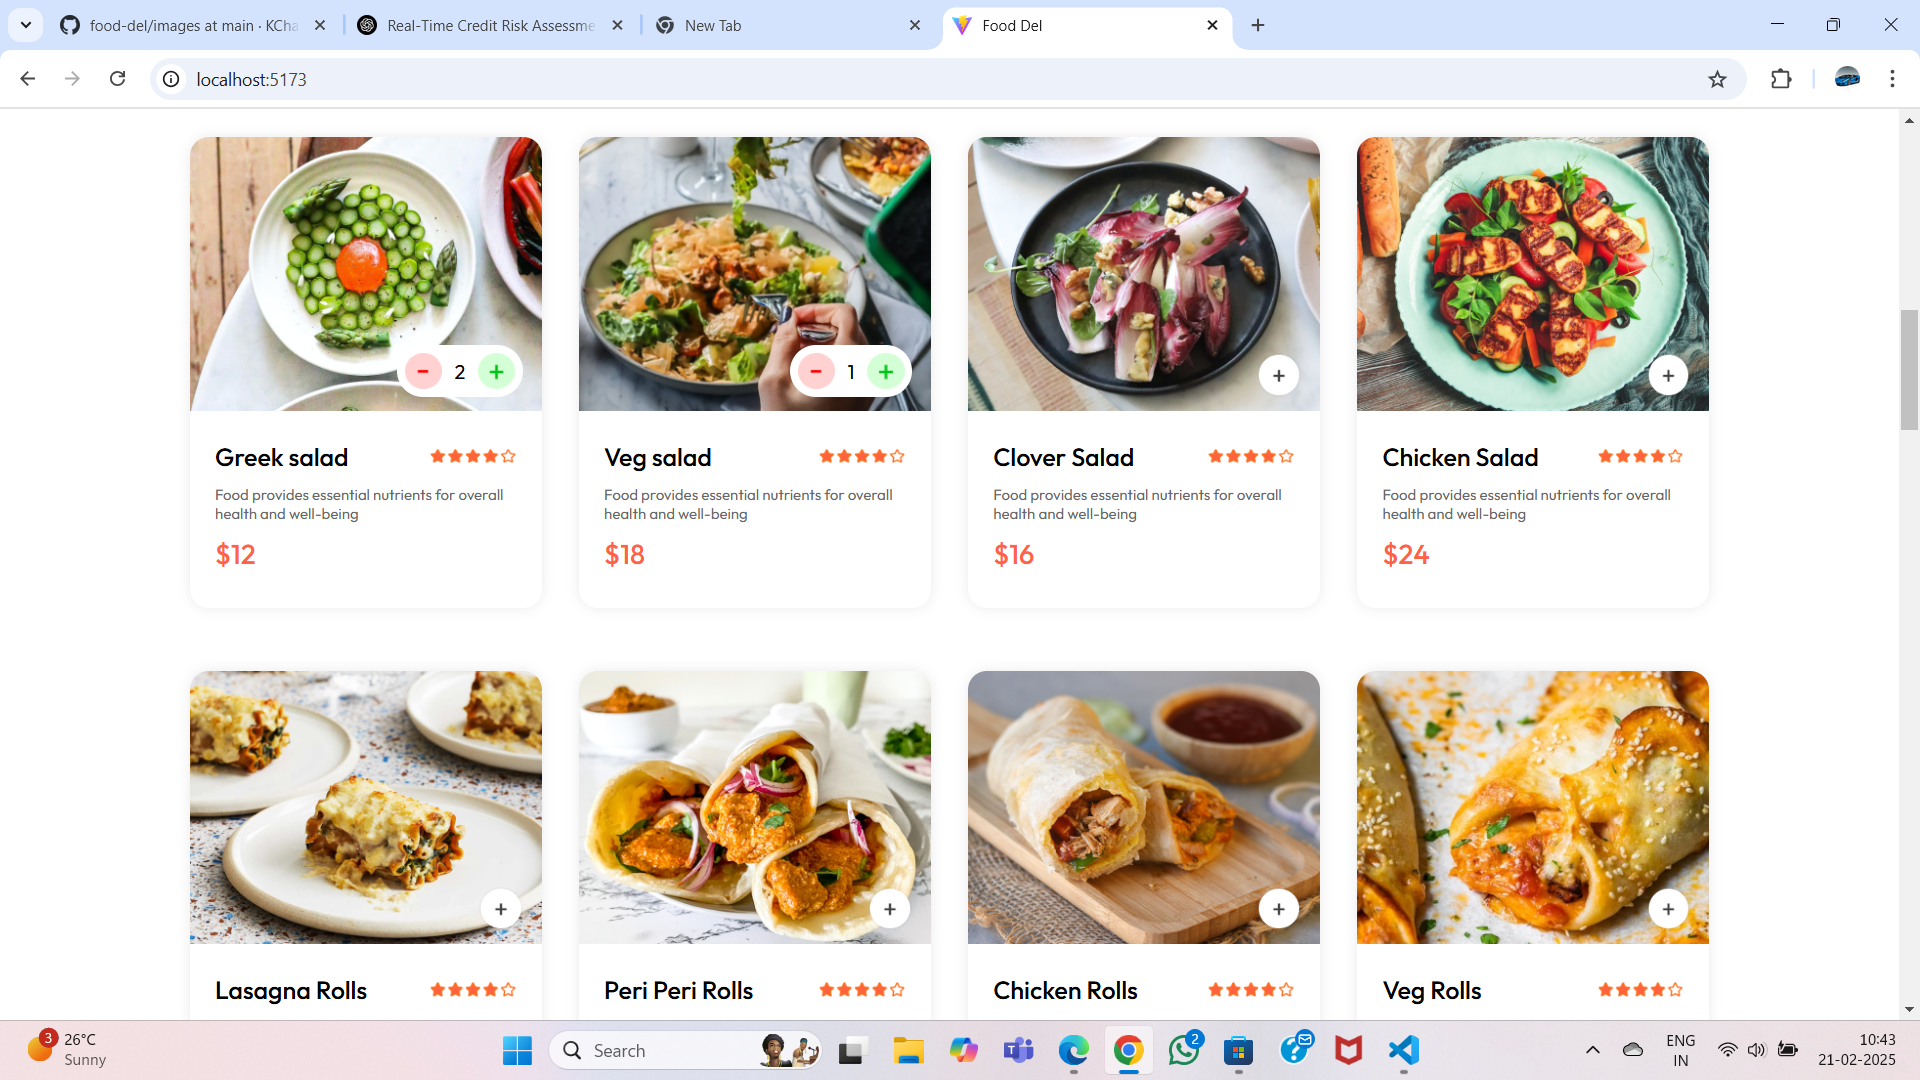 food-del/images at main · KCha
Real-Time Credit Risk Assessme
New Tab
Food Del
localhost:5173
2
1
Greek salad
Veg salad
Clover Salad
Chicken Salad
Food provides essential nutrients for overall
health and well-being
Food provides essential nutrients for overall
health and well-being
Food provides essential nutrients for overall
health and well-being
Food provides essential nutrients for overall
health and well-being
$12
$18
$16
$24
Lasagna Rolls
Peri Peri Rolls
Chicken Rolls
Veg Rolls
3
26°C
Sunny
Search
2
ENG
IN
10:43
21-02-2025